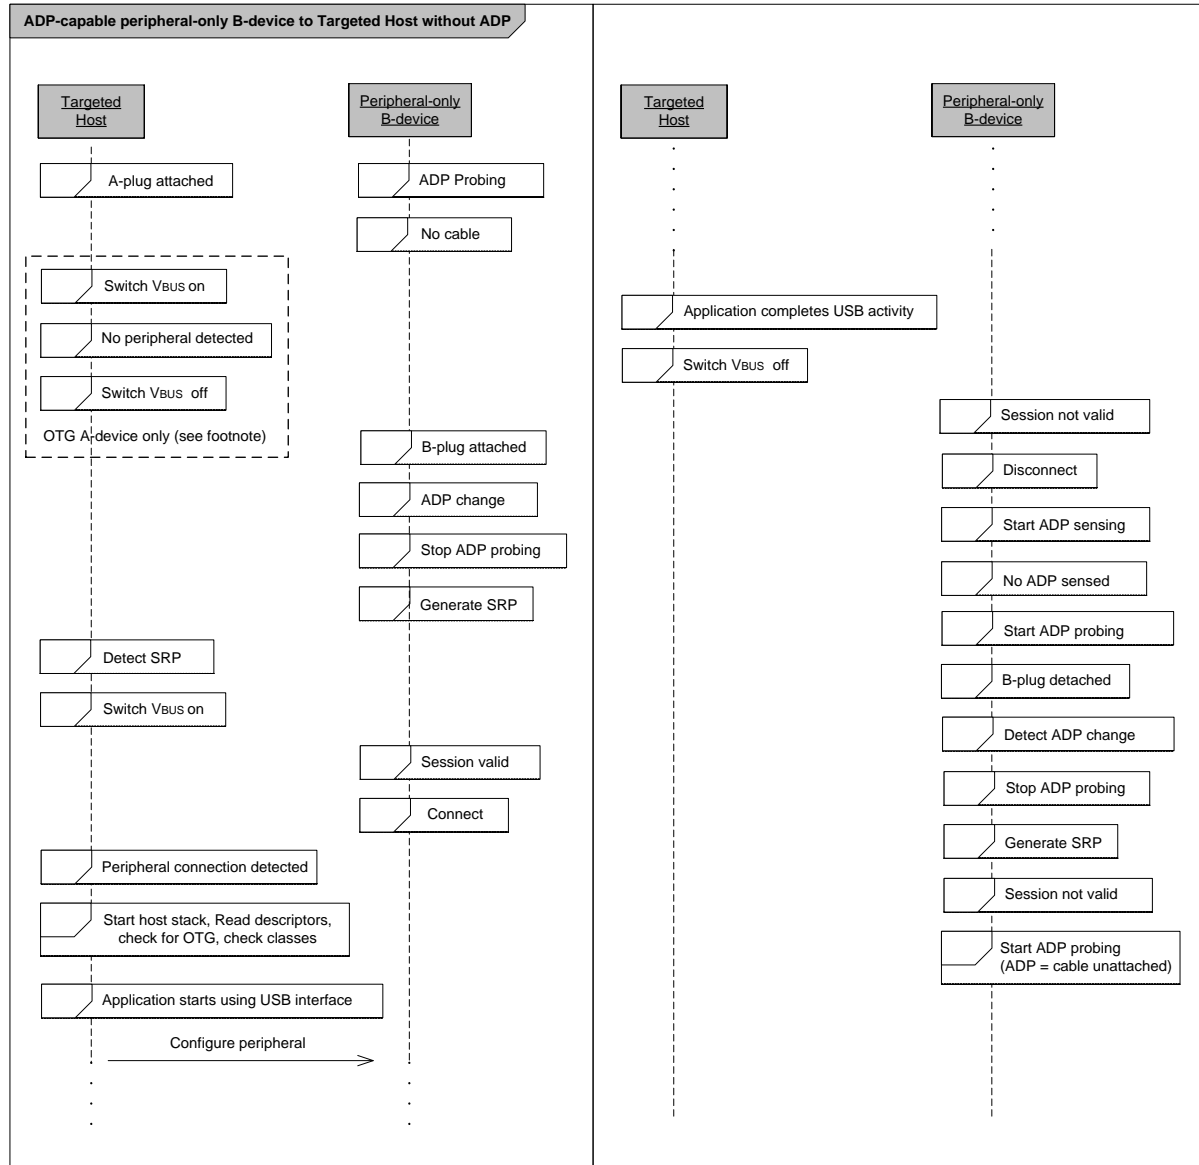 ADP-capable peripheral-only B-device to Targeted Host without ADP
Targeted
Host
Peripheral-only
B-device
A-plug attached
ADP Probing
No cable
Switch VBUS on
No peripheral detected
Switch VBUS off
OTG A-device only (see footnote)
B-plug attached
ADP change
Stop ADP probing
Generate SRP
Detect SRP
Switch VBUS on
Session valid
Connect
Peripheral connection detected
Start host stack, Read descriptors,
check for OTG, check classes
Application starts using USB interface
Configure peripheral
Targeted
Host
Peripheral-only
B-device
Application completes USB activity
Switch VBUS off
Session not valid
Disconnect
Start ADP sensing
No ADP sensed
Start ADP probing
B-plug detached
Detect ADP change
Stop ADP probing
Generate SRP
Session not valid
Start ADP probing
(ADP = cable unattached)